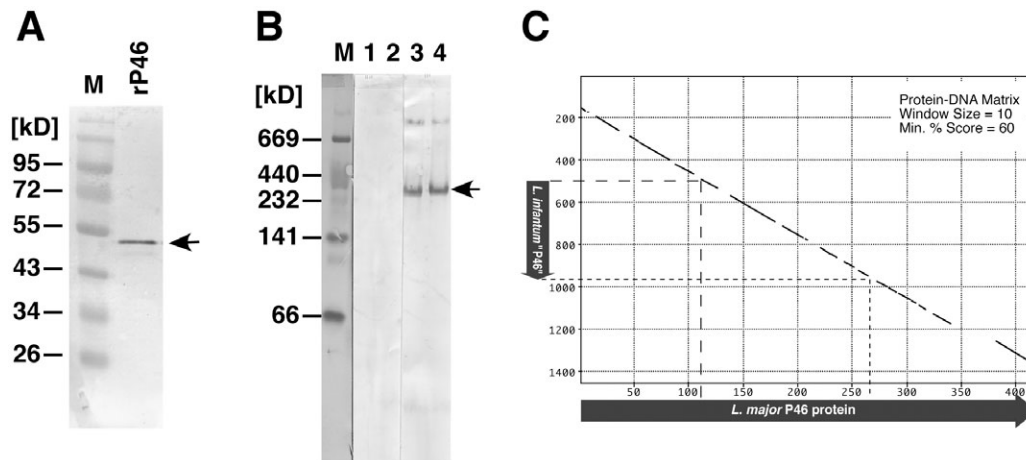 A
B
C
M
rP46
[kD]
95
72
55
43
34
26
M 1 2 3 4
[kD]
669
440
232
141
66
Protein-DNA Matrix
Window Size = 10
Min. % Score = 60
200
400
600
800
1000
1200
1400
L. infantum "P46"
50 100 150 200 250 300 350 400
L. major P46 protein